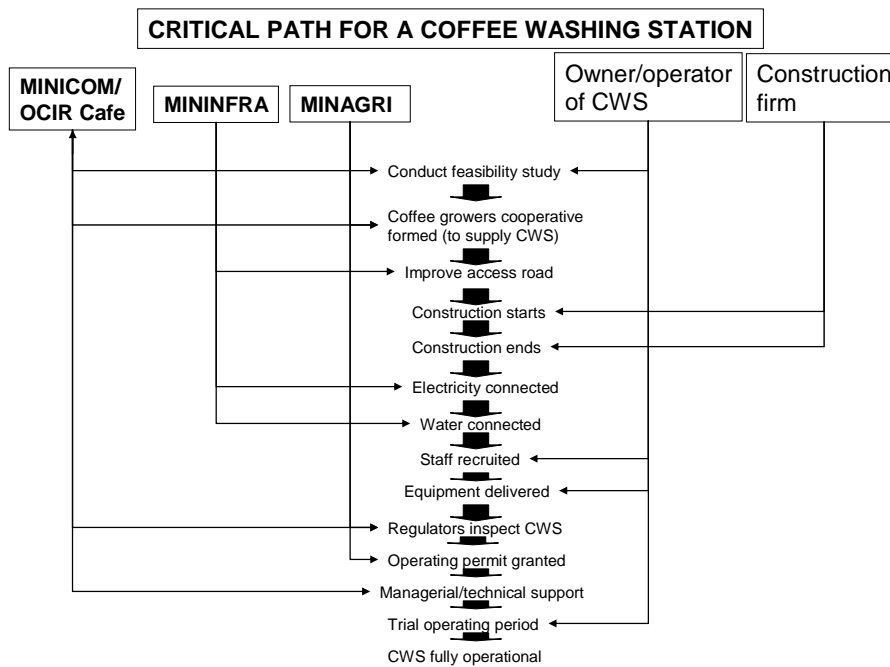 CRITICAL PATH FOR A COFFEE WASHING STATION
MINICOM/
OCIR Cafe
MININFRA
MINAGRI
Owner/operator
of CWS
Construction
firm
Conduct feasibility study
Coffee growers cooperative
formed (to supply CWS)
Improve access road
Construction starts
Construction ends
Electricity connected
Water connected
Staff recruited
Equipment delivered
Regulators inspect CWS
Operating permit granted
Managerial/technical support
Trial operating period
CWS fully operational